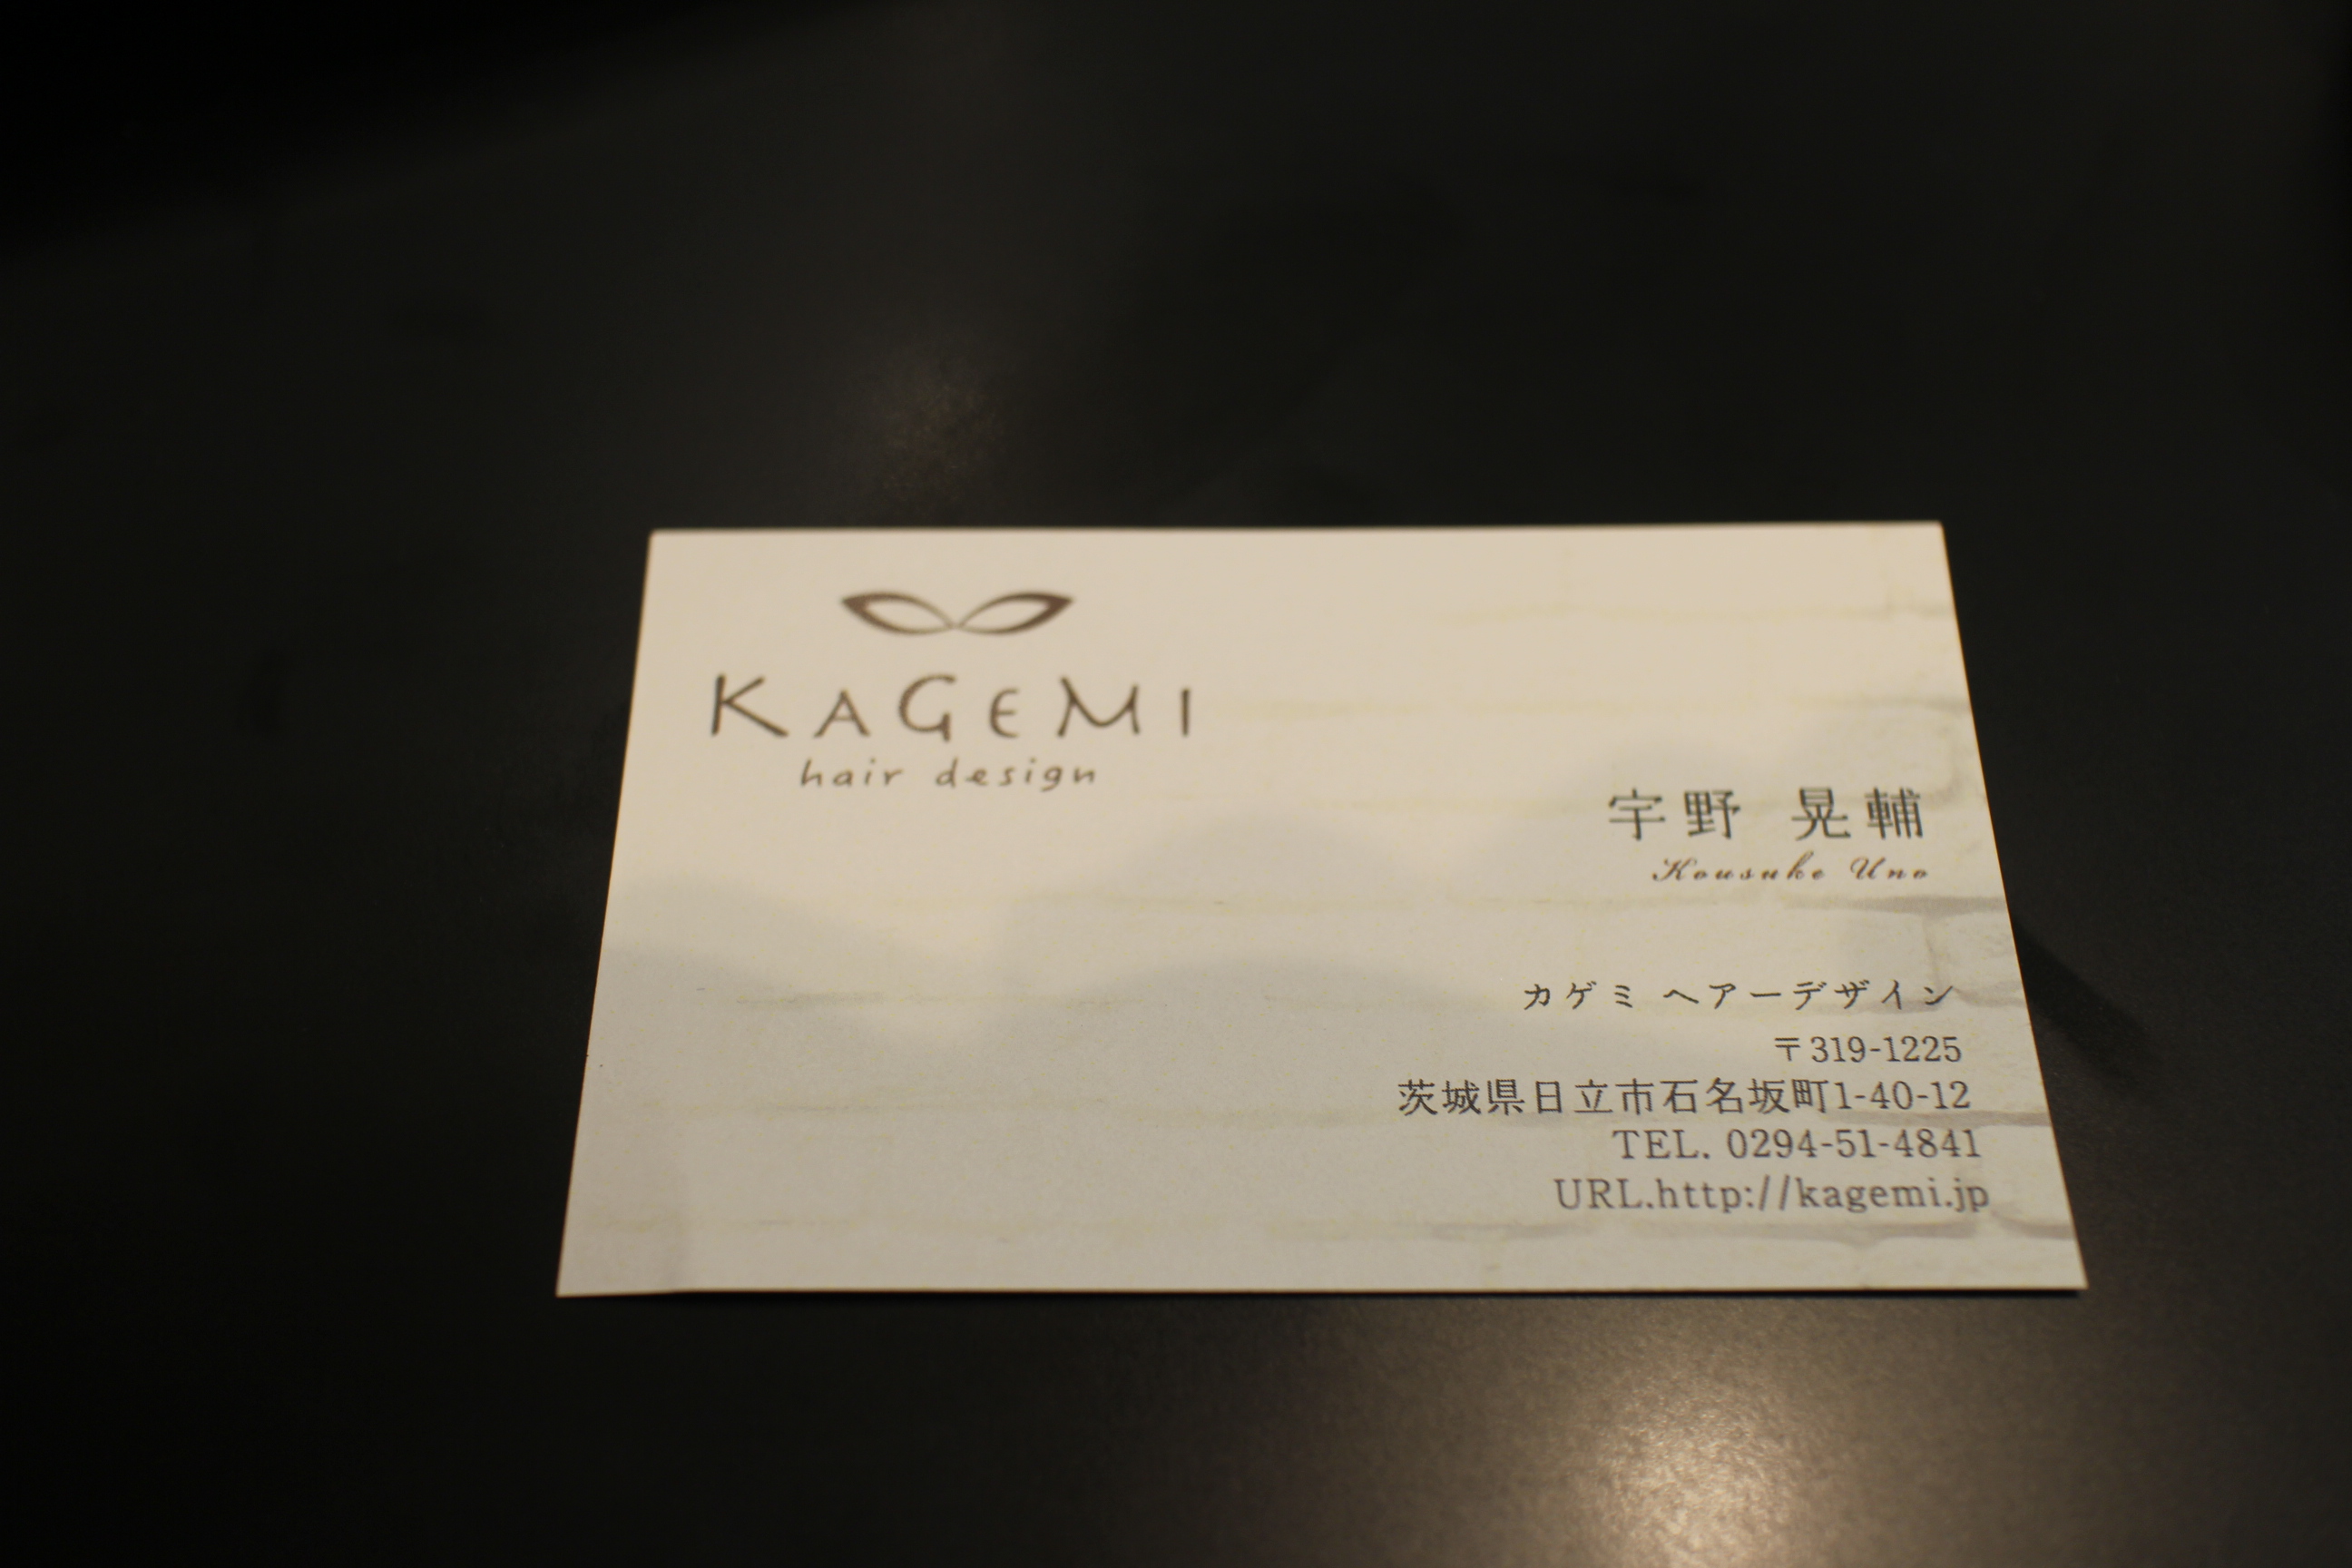 KAGEMI
hair design
宇野 晃輔
Kousuke Uno
カゲミ ヘアーデザイン
〒319-1225
茨城県日立市石名坂町1-40-12
TEL. 0294-51-4841
URL.http://kagemi.jp